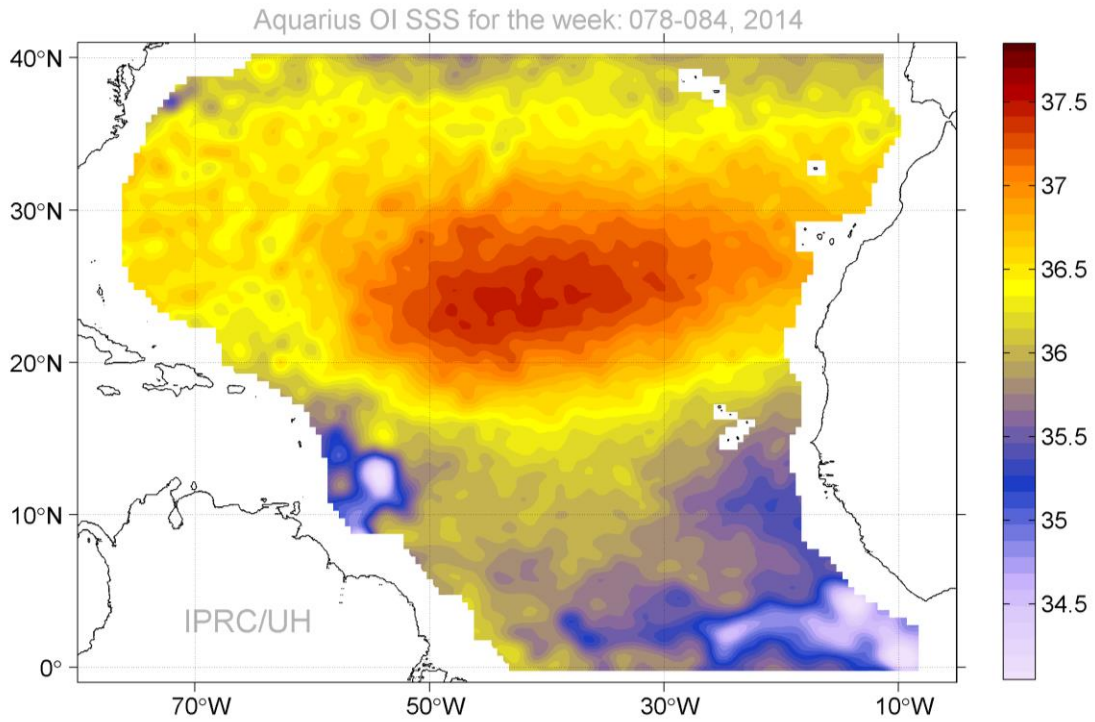 Aquarius OI SSS for the week: 078-084, 2014
40°N
30°N
20°N
10°N
0°
70°W
50°W
30°W
10°W
IPRC/UH
37.5
37
36.5
36
35.5
35
34.5